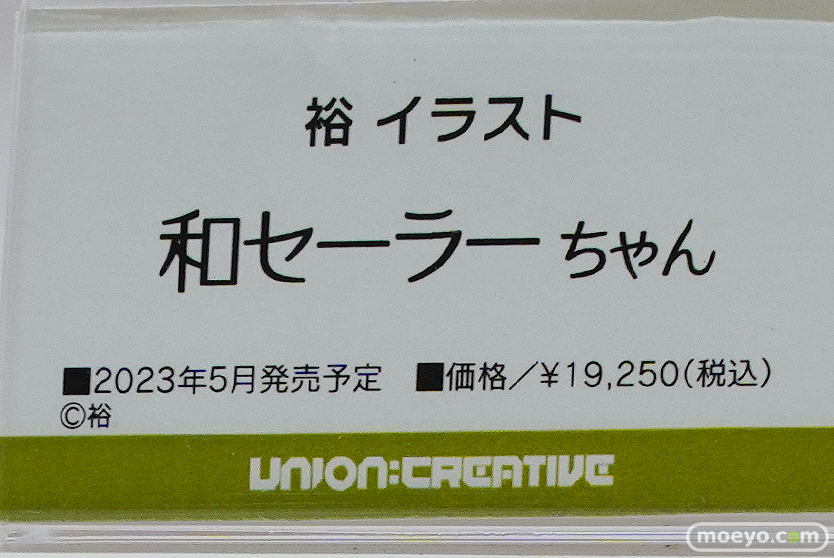 裕 イラスト
和セーラーちゃん
■2023年5月発売予定 ■価格／¥19,250(税込)
©裕
UNION:CREATIVE
moeyo.com